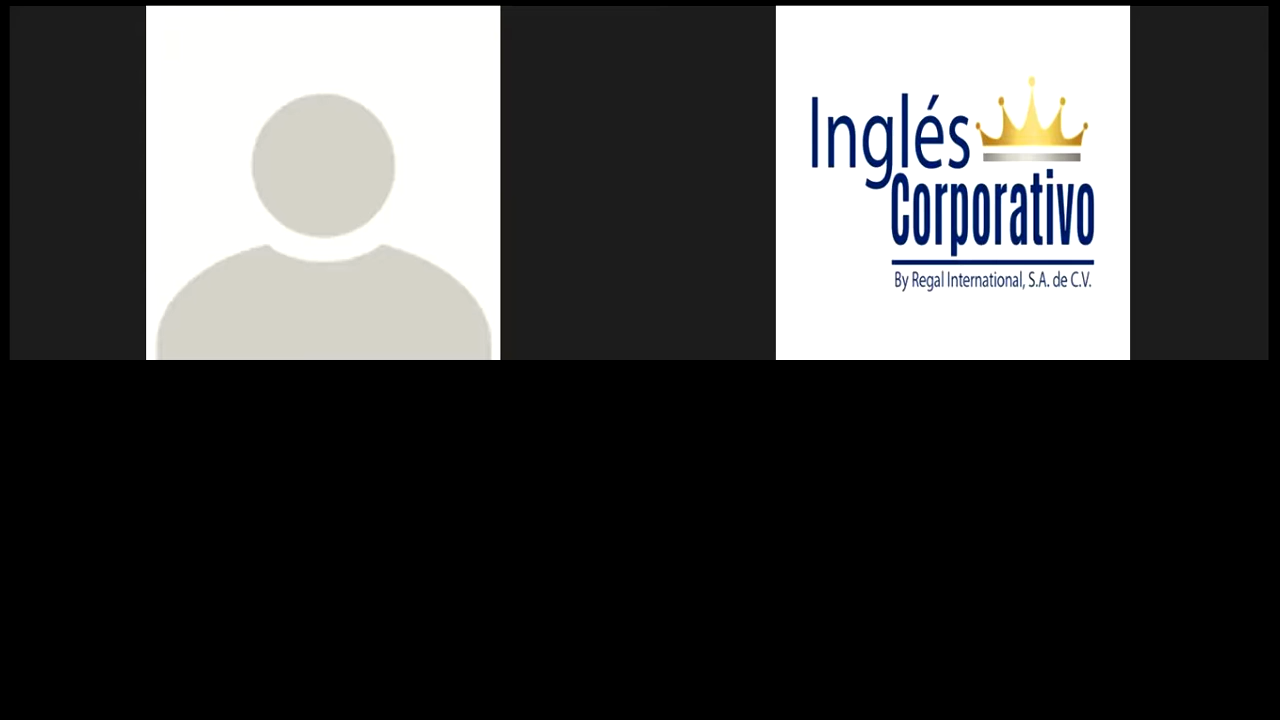 Inglés
Corporativo
By Regal International, S.A. de C.V.